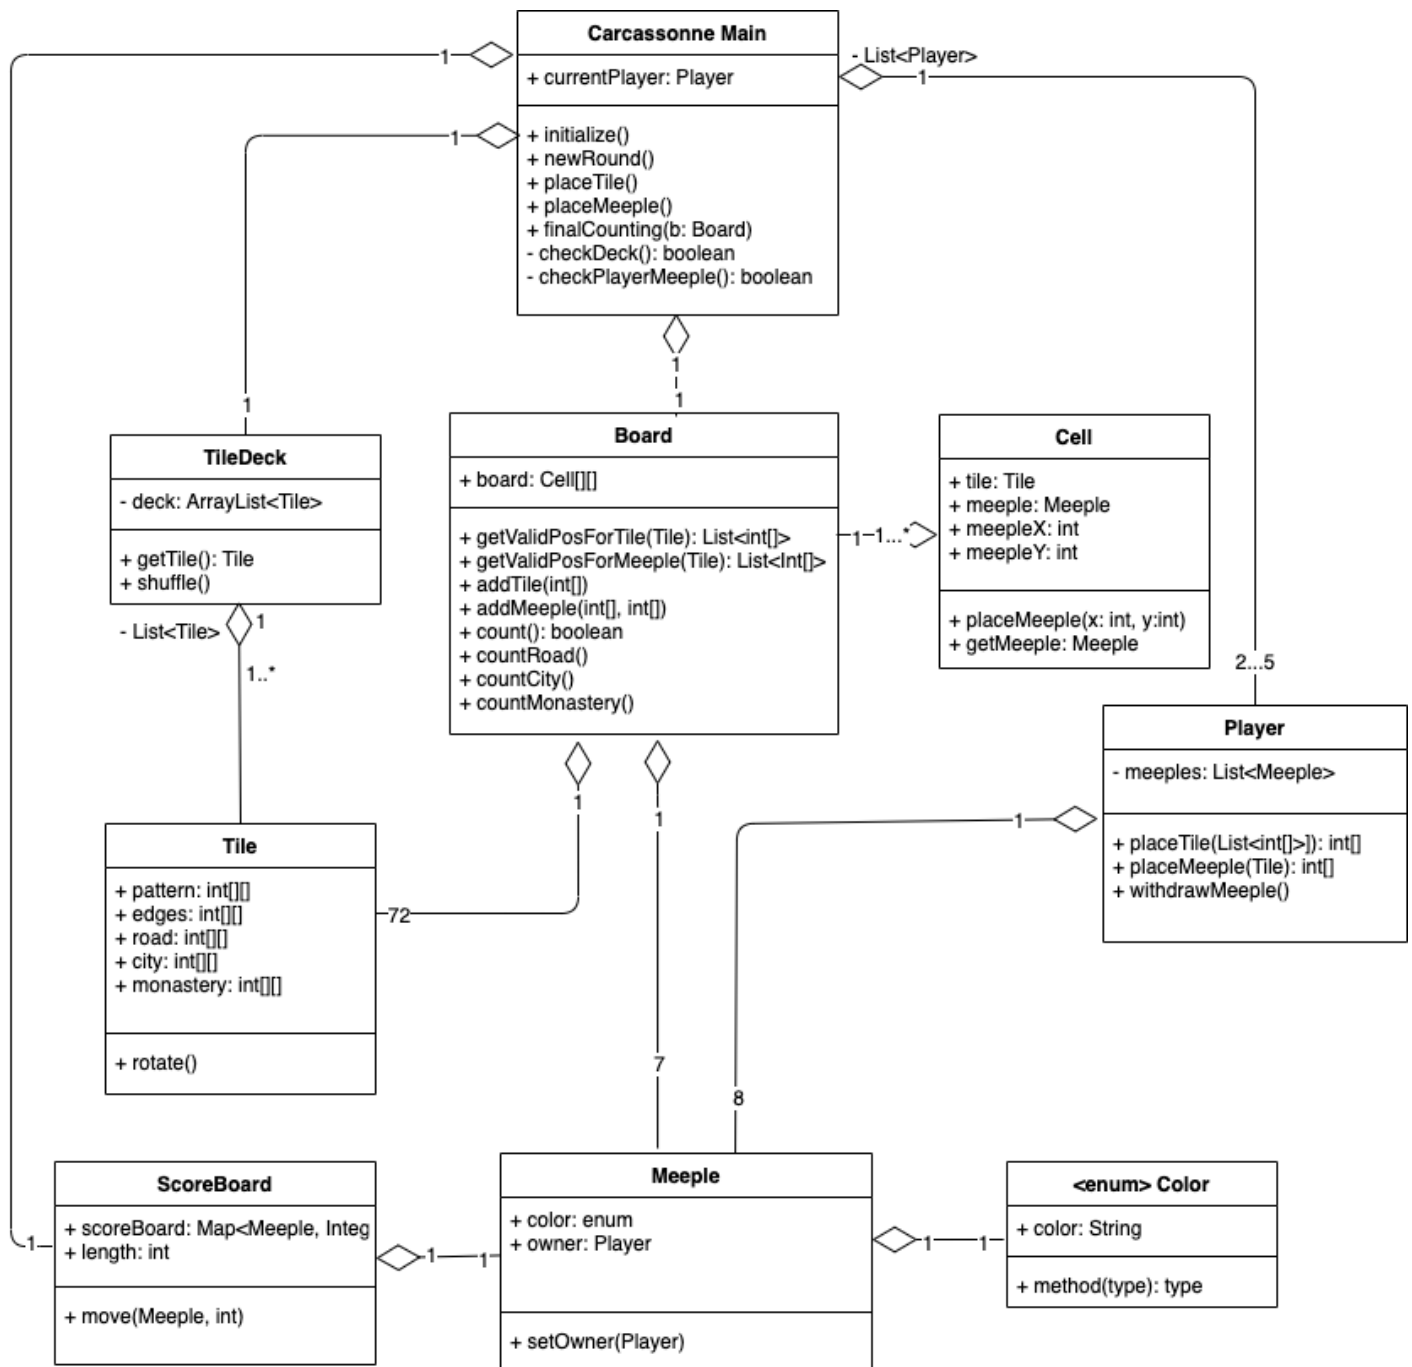 Carcassonne Main
+ currentPlayer: Player
+ initialize()
+ newRound()
+ placeTile()
+ placeMeeple()
+ finalCounting(b: Board)
- checkDeck(): boolean
- checkPlayerMeeple(): boolean
1
1
- List<Player>
1
1
1
1
2...5
TileDeck
- deck: ArrayList<Tile>
+ getTile(): Tile
+ shuffle()
- List<Tile>
1
1..*
Board
+ board: Cell[][]
+ getValidPosForTile(Tile): List<int[]>
+ getValidPosForMeeple(Tile): List<Int[]>
+ addTile(int[])
+ addMeeple(int[], int[])
+ count(): boolean
+ countRoad()
+ countCity()
+ countMonastery()
1
1...*
Cell
+ tile: Tile
+ meeple: Meeple
+ meepleX: int
+ meepleY: int
+ placeMeeple(x: int, y:int)
+ getMeeple: Meeple
Player
- meeples: List<Meeple>
+ placeTile(List<int[]>]): int[]
+ placeMeeple(Tile): int[]
+ withdrawMeeple()
1
1
1
72
7
8
Tile
+ pattern: int[][]
+ edges: int[][]
+ road: int[][]
+ city: int[][]
+ monastery: int[][]
+ rotate()
ScoreBoard
+ scoreBoard: Map<Meeple, Integ
+ length: int
+ move(Meeple, int)
1
1
1
Meeple
+ color: enum
+ owner: Player
+ setOwner(Player)
1
1
<enum> Color
+ color: String
+ method(type): type